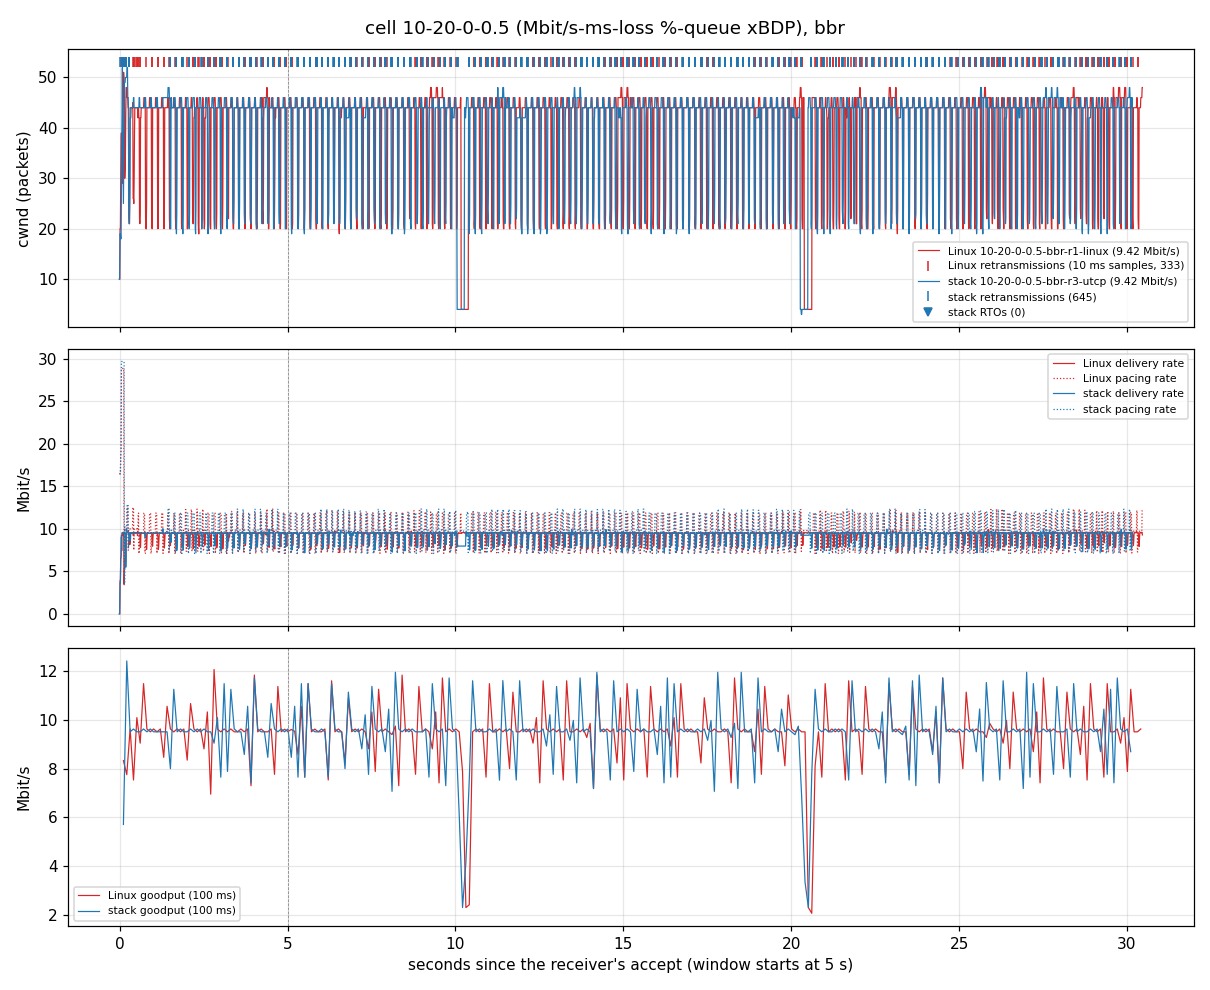 cell 10-20-0-0.5 (Mbit/s-ms-loss %-queue xBDP), bbr
cwnd (packets)
50
40
30
20
10
Linux 10-20-0-0.5-bbr-r1-linux (9.42 Mbit/s)
Linux retransmissions (10 ms samples, 333)
stack 10-20-0-0.5-bbr-r3-utcp (9.42 Mbit/s)
stack retransmissions (645)
stack RTOs (0)
Mbit/s
30
25
20
15
10
5
0
Linux delivery rate
Linux pacing rate
stack delivery rate
stack pacing rate
Mbit/s
12
10
8
6
4
2
Linux goodput (100 ms)
stack goodput (100 ms)
0 5 10 15 20 25 30
seconds since the receiver's accept (window starts at 5 s)